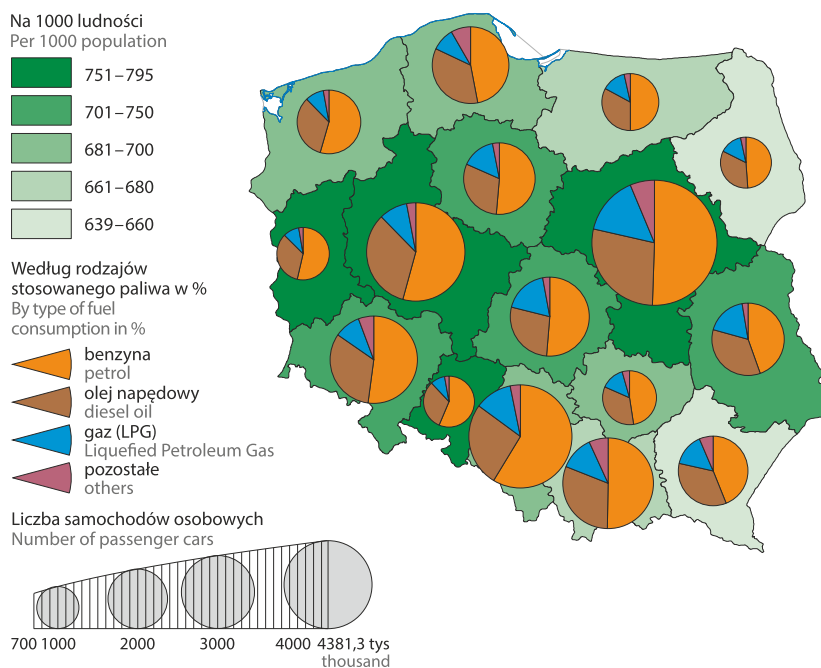 Na 1000 ludności
Per 1000 population
751–795
701–750
681–700
661–680
639–660
Według rodzajów
stosowanego paliwa w %
By type of fuel
consumption in %
benzyna
petrol
olej napędowy
diesel oil
gaz (LPG)
Liquefied Petroleum Gas
pozostałe
others
Liczba samochodów osobowych
Number of passenger cars
700 1000 2000 3000 4000 4381,3 tys
thousand